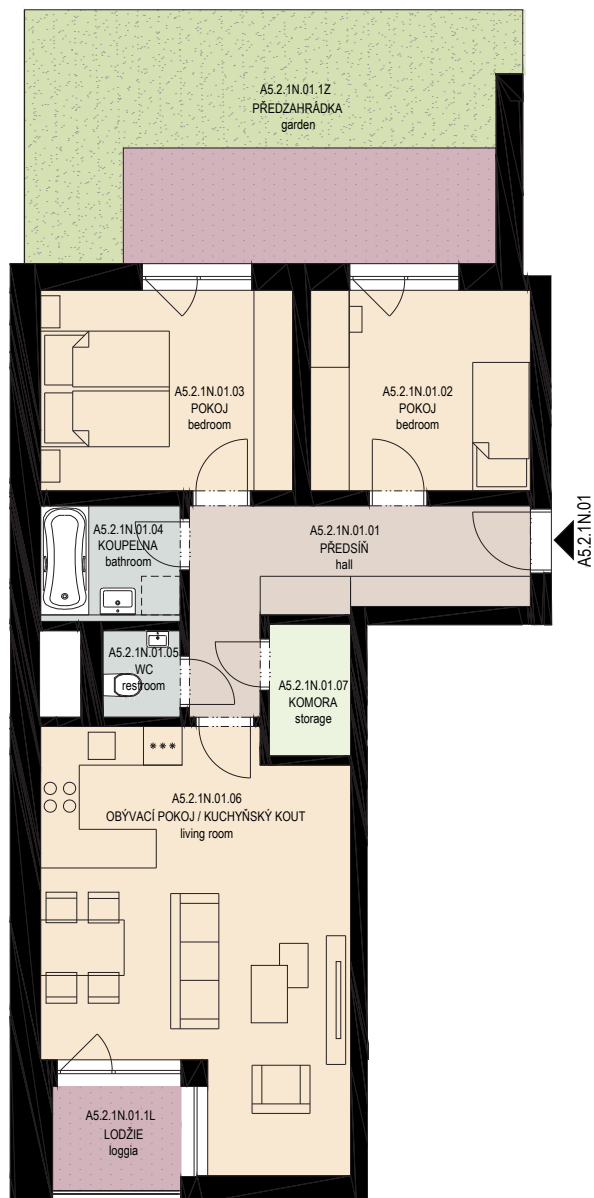 A5.2.1N.01.1Z
PŘEDZAHRÁDKA
garden
A5.2.1N.01.03
POKOJ
bedroom
A5.2.1N.01.02
POKOJ
bedroom
A5.2.1N.01.04
KOUPELNA
bathroom
A5.2.1N.01.01
PŘEDSÍŇ
hall
A5.2.1N.01
A5.2.1N.01.05
WC
restroom
A5.2.1N.01.07
KOMORA
storage
A5.2.1N.01.06
OBÝVACÍ POKOJ / KUCHYŇSKÝ KOUT
living room
A5.2.1N.01.1L
LODŽIE
loggia